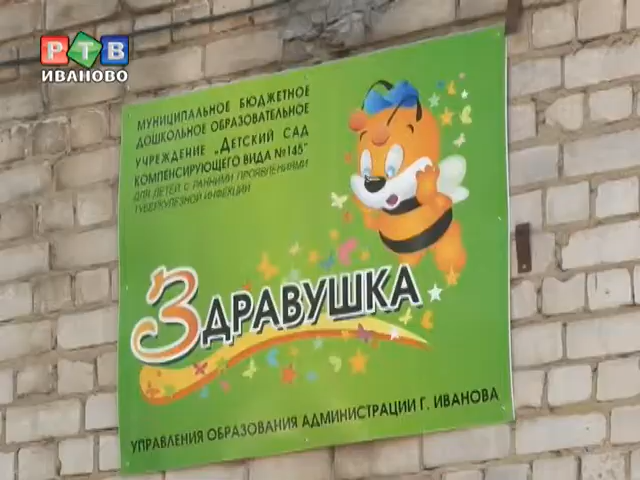 РТВ
ИВАНОВО
МУНИЦИПАЛЬНОЕ БЮДЖЕТНОЕ
ДОШКОЛЬНОЕ ОБРАЗОВАТЕЛЬНОЕ
УЧРЕЖДЕНИЕ „ДЕТСКИЙ САД
КОМПЕНСИРУЮЩЕГО ВИДА №145"
ДЛЯ ДЕТЕЙ С РАННИМИ ПРОЯВЛЕНИЯМИ
ТУБЕРКУЛЕЗНОЙ ИНФЕКЦИИ
ЗДРАВУШКА
УПРАВЛЕНИЯ ОБРАЗОВАНИЯ АДМИНИСТРАЦИИ Г. ИВАНОВА